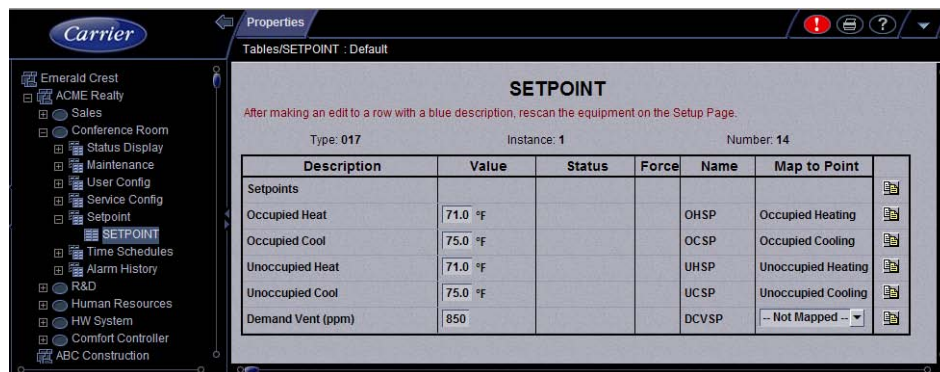 Carrier
Properties
Tables/SETPOINT : Default
Emerald Crest
ACME Realty
Sales
Conference Room
Status Display
Maintenance
User Config
Service Config
Setpoint
SETPOINT
Time Schedules
Alarm History
R&D
Human Resources
HW System
Comfort Controller
ABC Construction
SETPOINT
After making an edit to a row with a blue description, rescan the equipment on the Setup Page.
Type: 017 Instance: 1 Number: 14
Description Value Status Force Name Map to Point
Setpoints
Occupied Heat 71.0 °F OHSP Occupied Heating
Occupied Cool 75.0 °F OCSP Occupied Cooling
Unoccupied Heat 71.0 °F UHSP Unoccupied Heating
Unoccupied Cool 75.0 °F UCSP Unoccupied Cooling
Demand Vent (ppm) 850 DCVSP -- Not Mapped --